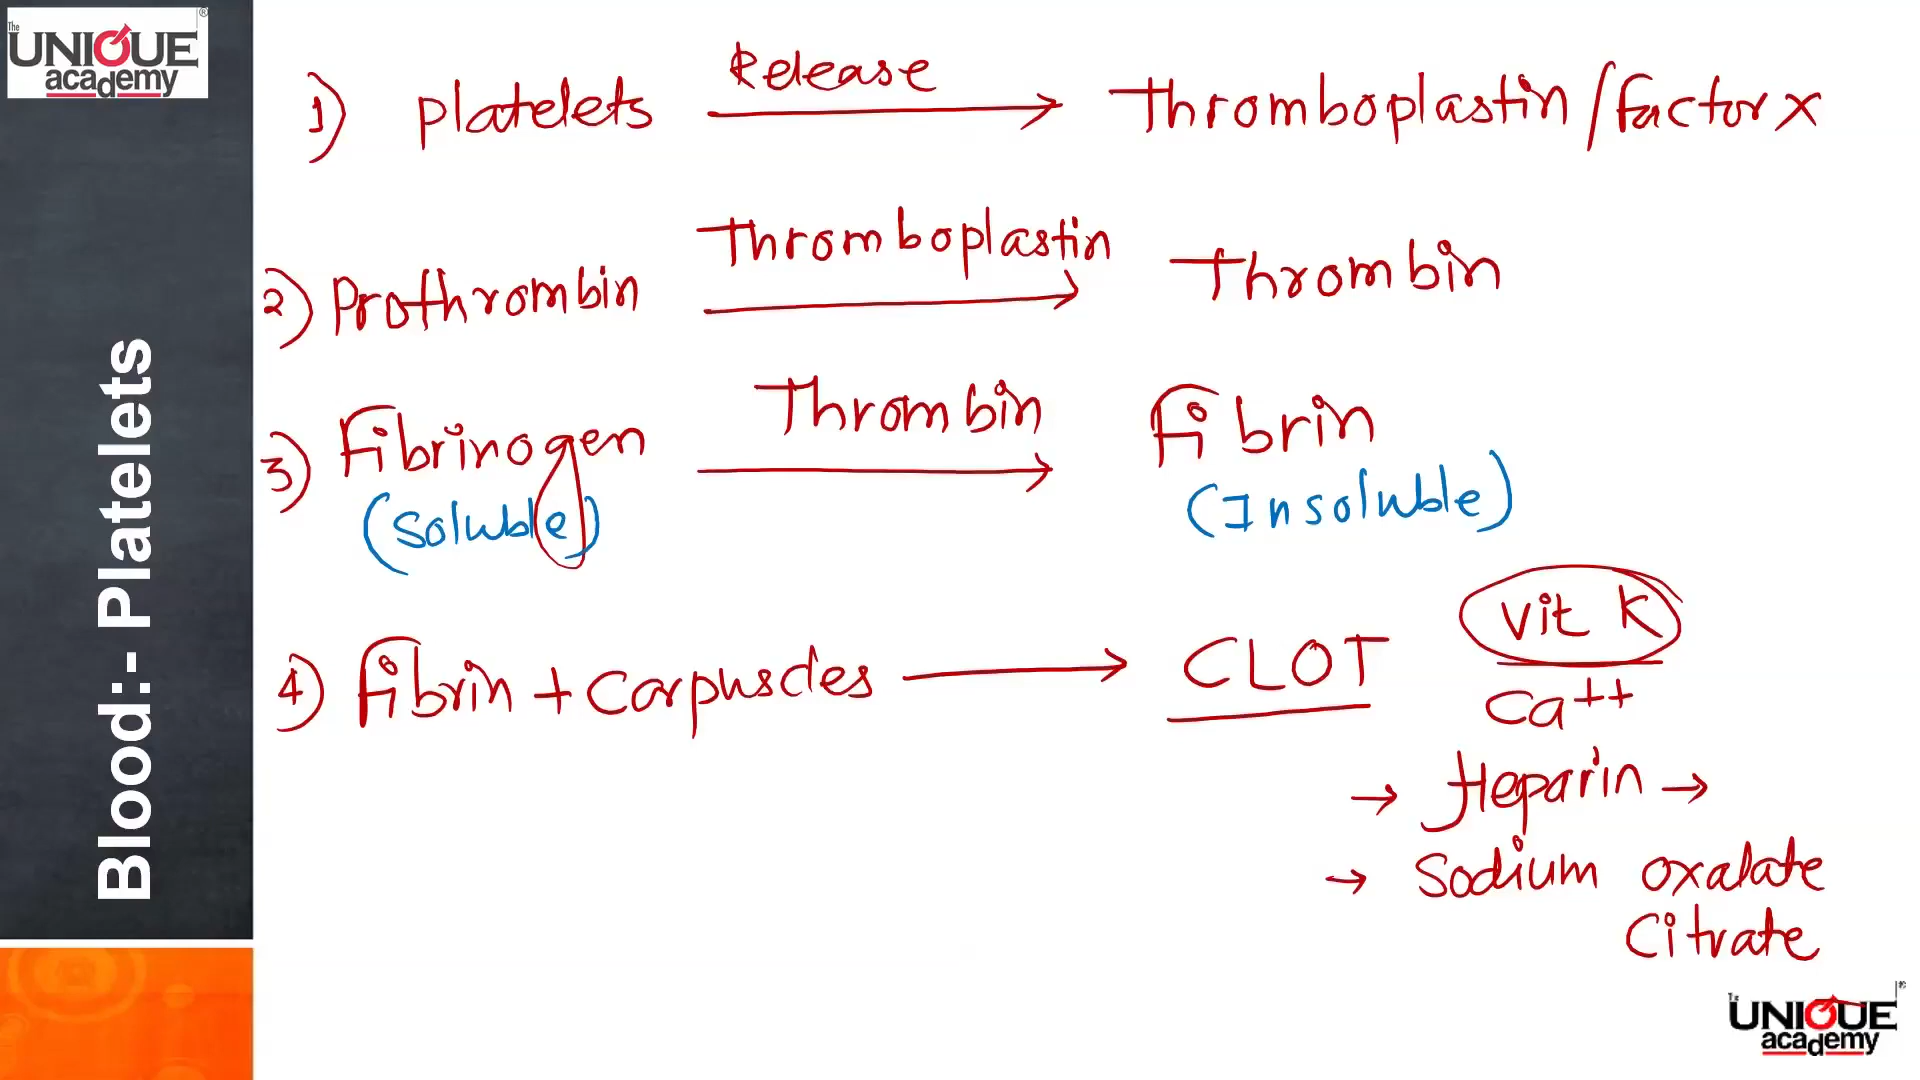 The UNIQUE academy ®
Blood:- Platelets
1) Platelets Release → Thromboplastin / Factor X
2) Prothrombin Thromboplastin → Thrombin
3) Fibrinogen Thrombin → Fibrin
(Soluble) (Insoluble)
4) Fibrin + Corpuscles → CLOT
Vit K
Ca++
→ Heparin →
→ Sodium Oxalate
Citrate
The UNIQUE academy ®